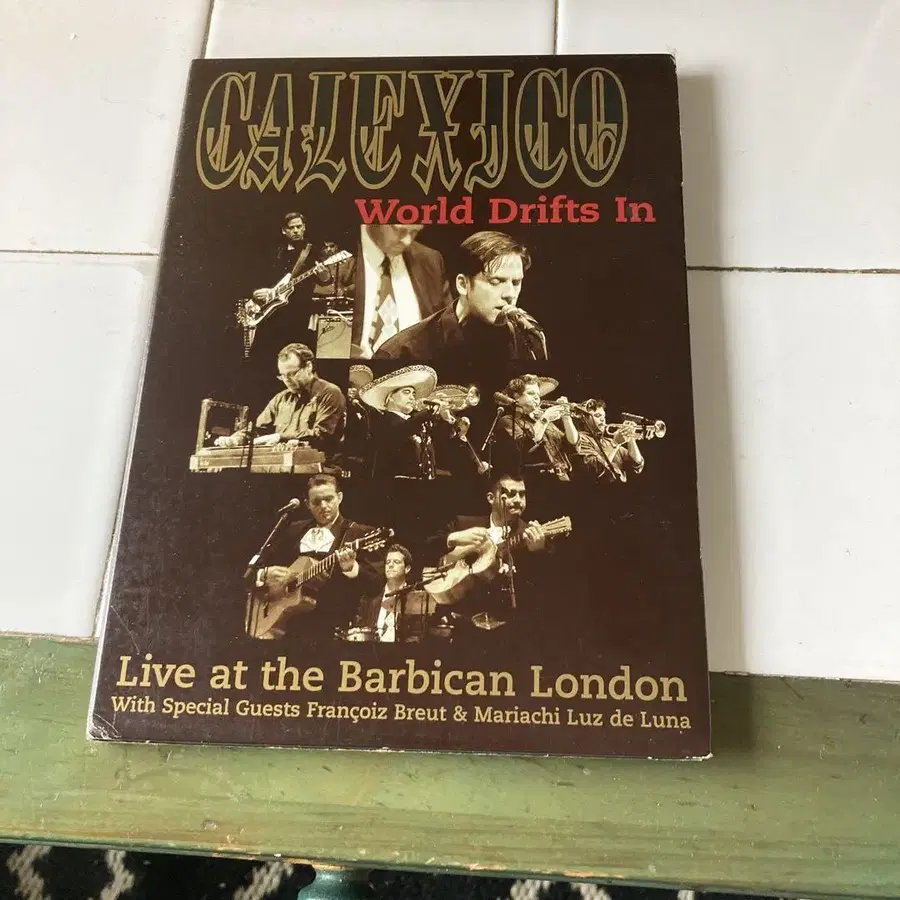 CALEXICO
World Drifts In
Live at the Barbican London
With Special Guests Françoiz Breut & Mariachi Luz de Luna